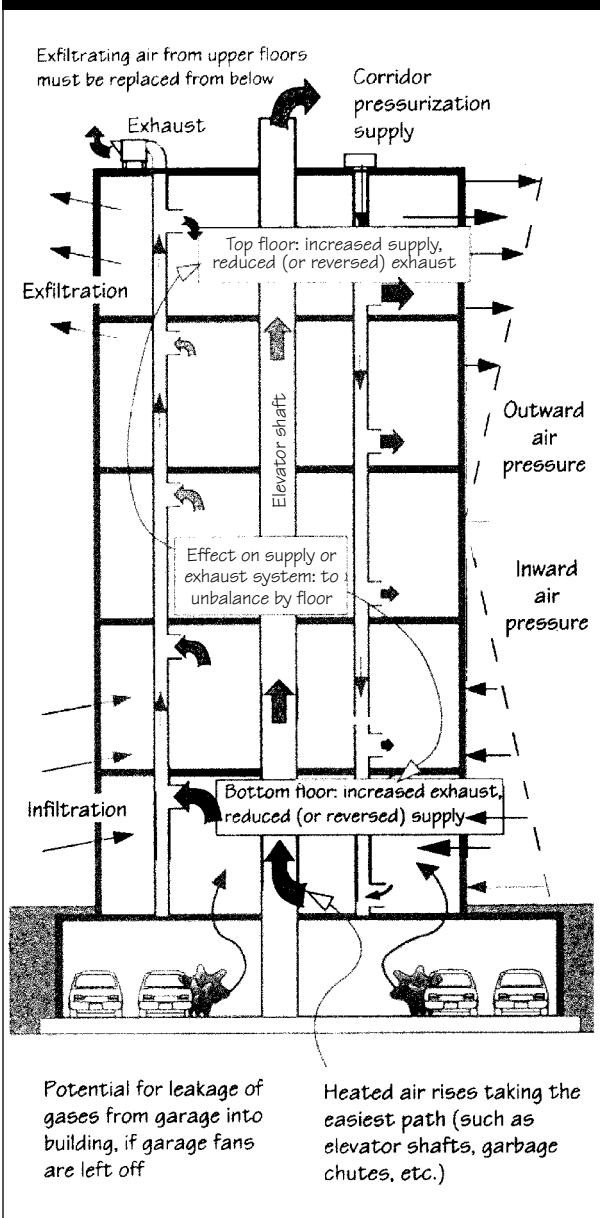 Exfiltrating air from upper floors
must be replaced from below
Corridor
pressurization
supply
Exhaust
Top floor: increased supply,
reduced (or reversed) exhaust
Exfiltration
Elevator shaft
Outward
air
pressure
Effect on supply or
exhaust system: to
unbalance by floor
Inward
air
pressure
Infiltration
Bottom floor: increased exhaust,
reduced (or reversed) supply
Potential for leakage of
gases from garage into
building, if garage fans
are left off
Heated air rises taking the
easiest path (such as
elevator shafts, garbage
chutes, etc.)